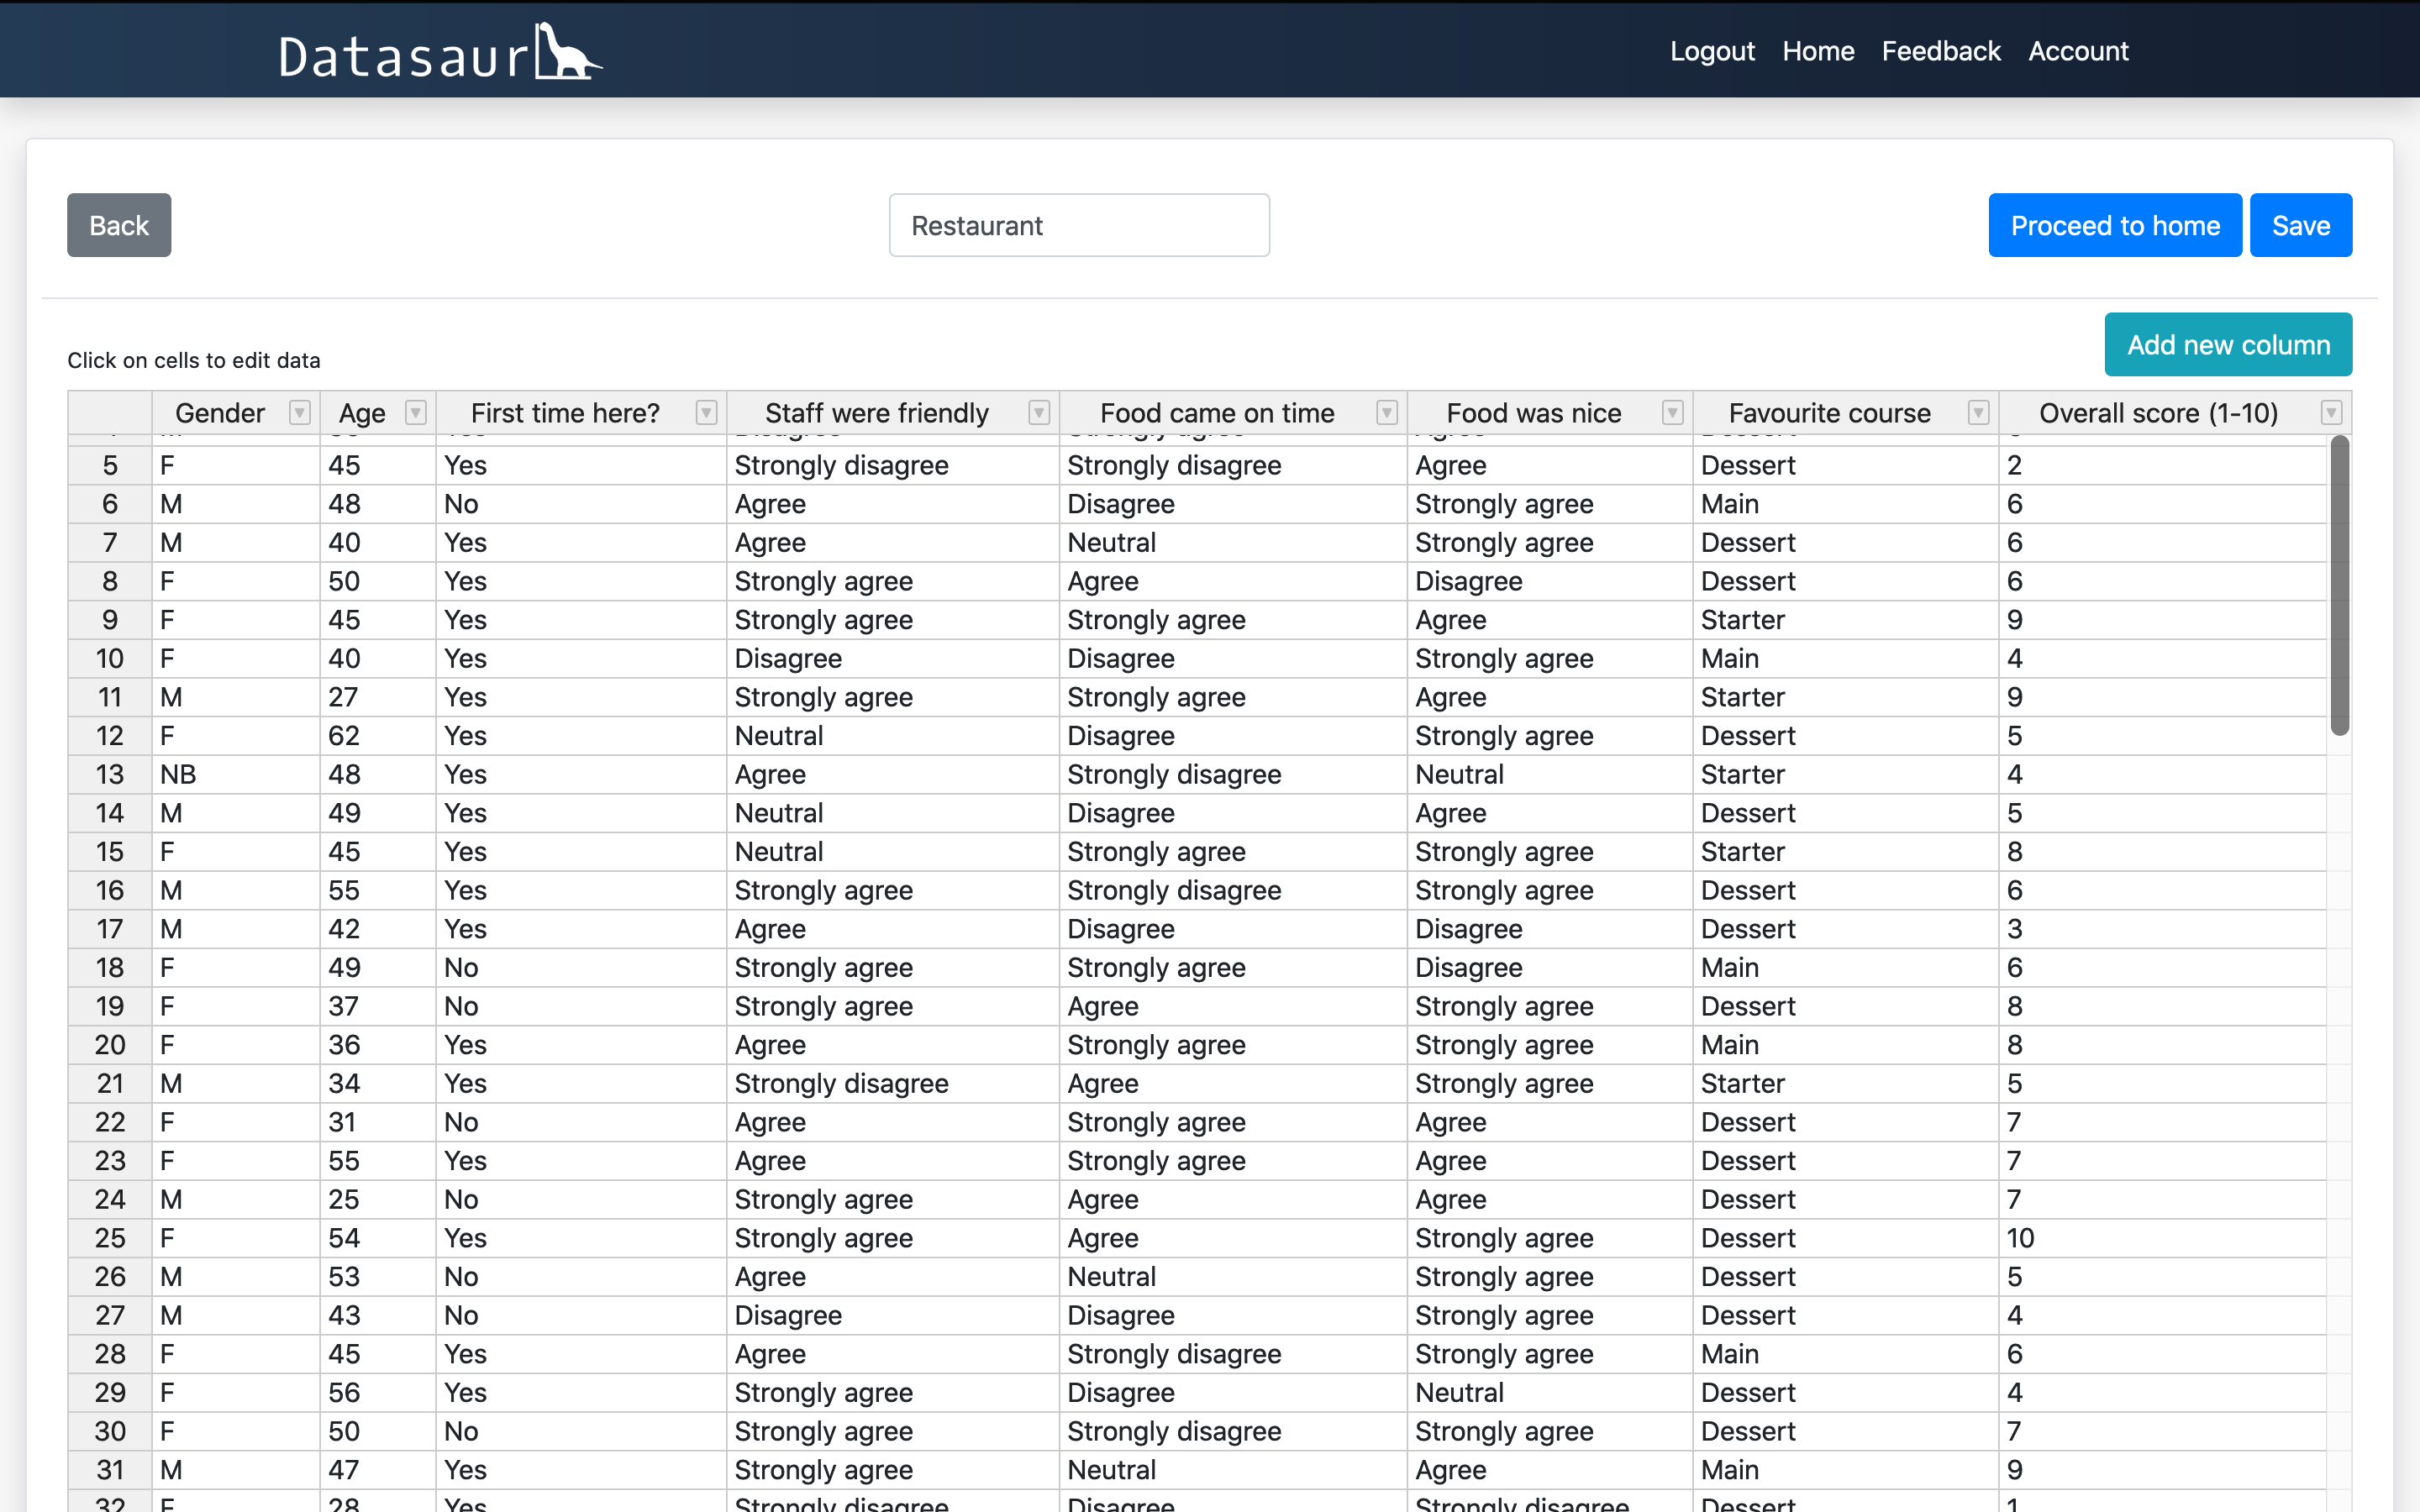 Datasaur
Logout Home Feedback Account
Back Restaurant Proceed to home Save
Add new column
Click on cells to edit data
Gender Age First time here? Staff were friendly Food came on time Food was nice Favourite course Overall score (1-10)
5 F 45 Yes Strongly disagree Strongly disagree Agree Dessert 2
6 M 48 No Agree Disagree Strongly agree Main 6
7 M 40 Yes Agree Neutral Strongly agree Dessert 6
8 F 50 Yes Strongly agree Agree Disagree Dessert 6
9 F 45 Yes Strongly agree Strongly agree Agree Starter 9
10 F 40 Yes Disagree Disagree Strongly agree Main 4
11 M 27 Yes Strongly agree Strongly agree Agree Starter 9
12 F 62 Yes Neutral Disagree Strongly agree Dessert 5
13 NB 48 Yes Agree Strongly disagree Neutral Starter 4
14 M 49 Yes Neutral Disagree Agree Dessert 5
15 F 45 Yes Neutral Strongly agree Strongly agree Starter 8
16 M 55 Yes Strongly agree Strongly disagree Strongly agree Dessert 6
17 M 42 Yes Agree Disagree Disagree Dessert 3
18 F 49 No Strongly agree Strongly agree Disagree Main 6
19 F 37 No Strongly agree Agree Strongly agree Dessert 8
20 F 36 Yes Agree Strongly agree Strongly agree Main 8
21 M 34 Yes Strongly disagree Agree Strongly agree Starter 5
22 F 31 No Agree Strongly agree Agree Dessert 7
23 F 55 Yes Agree Strongly agree Agree Dessert 7
24 M 25 No Strongly agree Agree Agree Dessert 7
25 F 54 Yes Strongly agree Agree Strongly agree Dessert 10
26 M 53 No Agree Neutral Strongly agree Dessert 5
27 M 43 No Disagree Disagree Strongly agree Dessert 4
28 F 45 Yes Agree Strongly disagree Strongly agree Main 6
29 F 56 Yes Strongly agree Disagree Neutral Dessert 4
30 F 50 No Strongly agree Strongly disagree Strongly agree Dessert 7
31 M 47 Yes Strongly agree Neutral Agree Main 9
32 F 28 Yes Strongly disagree Disagree Strongly disagree Dessert 1